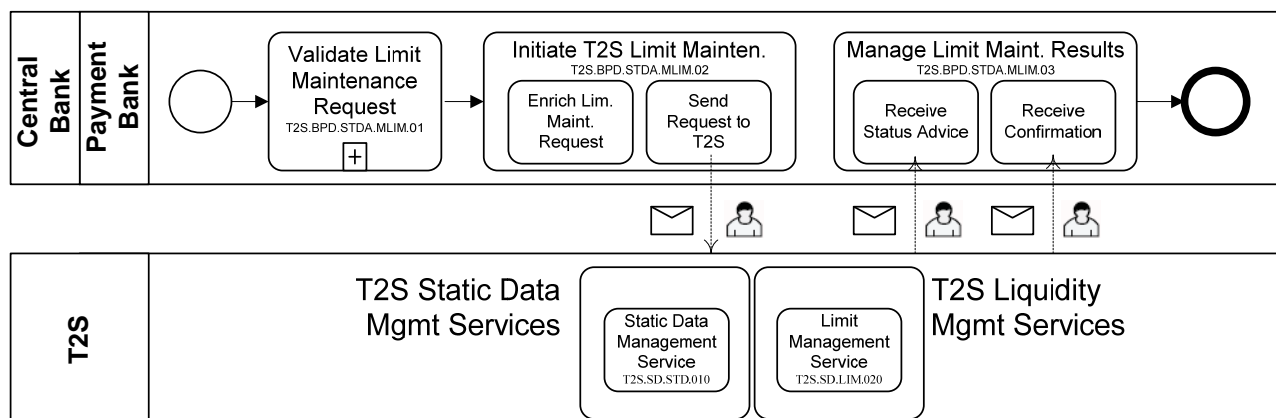 Central
Bank
Payment
Bank
Validate Limit
Maintenance
Request
T2S.BPD.STDA.MLIM.01
+
Initiate T2S Limit Mainten.
T2S.BPD.STDA.MLIM.02
Enrich Lim.
Maint.
Request
Send
Request to
T2S
Manage Limit Maint. Results
T2S.BPD.STDA.MLIM.03
Receive
Status Advice
Receive
Confirmation
T2S
T2S Static Data
Mgmt Services
Static Data
Management
Service
T2S.SD.STD.010
Limit
Management
Service
T2S.SD.LIM.020
T2S Liquidity
Mgmt Services